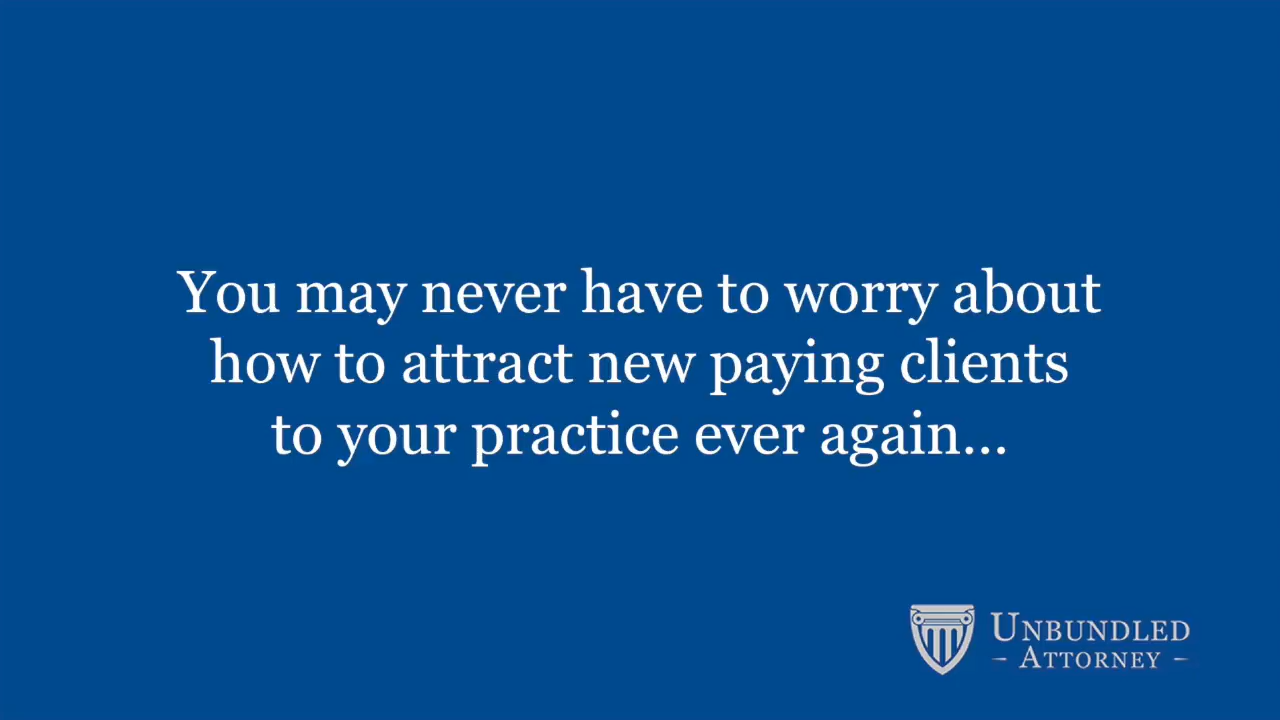 You may never have to worry about
how to attract new paying clients
to your practice ever again...
UNBUNDLED
- ATTORNEY -